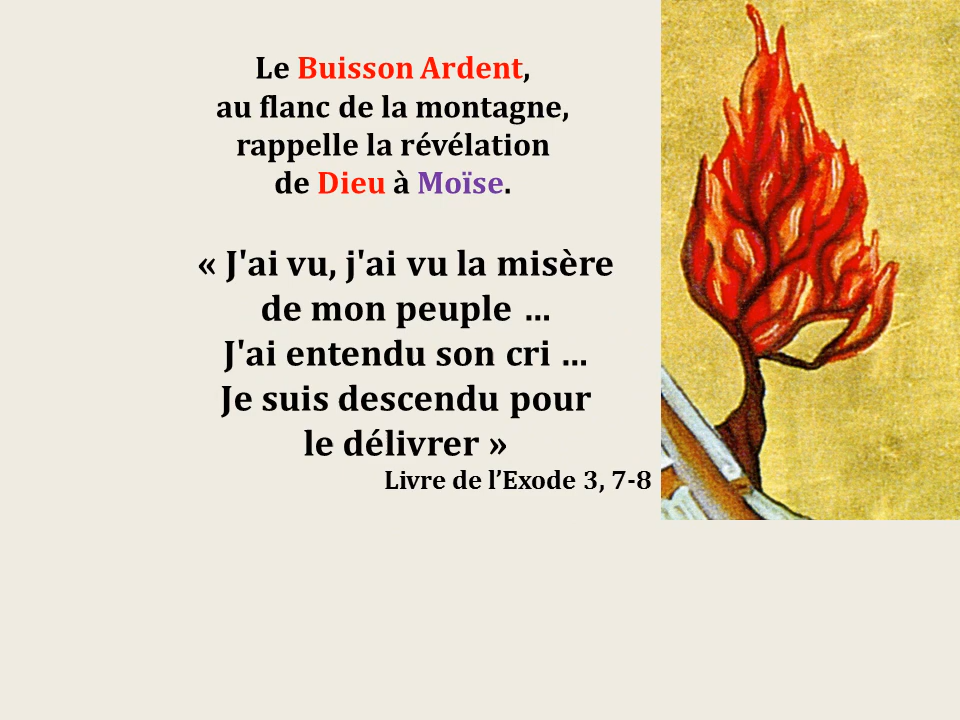 Le Buisson Ardent,
au flanc de la montagne,
rappelle la révélation
de Dieu à Moïse.
« J'ai vu, j'ai vu la misère
de mon peuple …
J'ai entendu son cri …
Je suis descendu pour
le délivrer »
Livre de l’Exode 3, 7-8